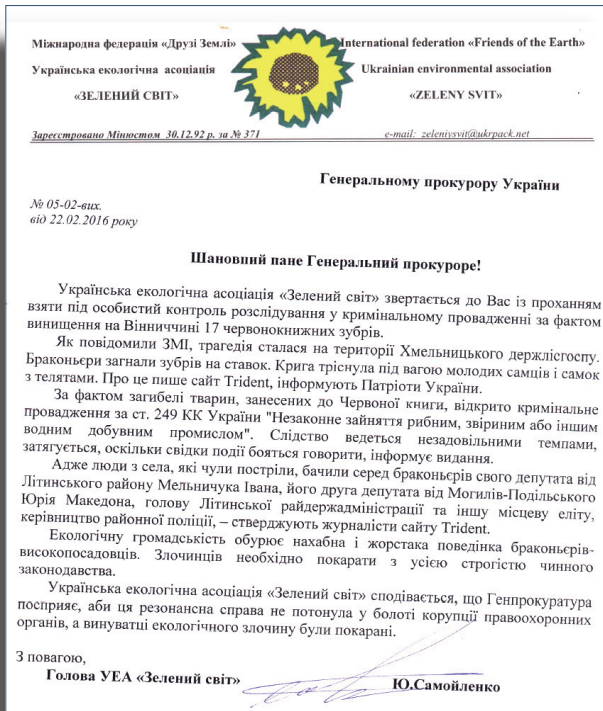 Міжнародна федерація «Друзі Землі»
International federation «Friends of the Earth»
Українська екологічна асоціація
Ukrainian environmental association
«ЗЕЛЕНИЙ СВІТ»
«ZELENY SVIT»
Зареєстровано Мінюстом 30.12.92 р. за № 371
e-mail: zelenivsvit@ukrpack.net
Генеральному прокурору України
№ 05-02-вих.
від 22.02.2016 року
Шановний пане Генеральний прокуроре!
Українська екологічна асоціація «Зелений світ» звертається до Вас із проханням
взяти під особистий контроль розслідування у кримінальному провадженні за фактом
винищення на Вінниччині 17 червонокнижних зубрів.
Як повідомили ЗМІ, трагедія сталася на території Хмельницького держлісгоспу.
Браконьєри загнали зубрів на ставок. Крига тріснула під вагою молодих самців і самок
з телятами. Про це пише сайт Trident, інформують Патріоти України.
За фактом загибелі тварин, занесених до Червоної книги, відкрито кримінальне
провадження за ст. 249 КК України "Незаконне зайняття рибним, звіриним або іншим
водним добувним промислом". Слідство ведеться незадовільними темпами,
затягується, оскільки свідки події бояться говорити, інформує видання.
Адже люди з села, які чули постріли, бачили серед браконьєрів свого депутата від
Літинського району Мельничука Івана, його друга депутата від Могилів-Подільського
Юрія Македона, голову Літинської райдержадміністрації та іншу місцеву еліту,
керівництво районної поліції, – стверджують журналісти сайту Trident.
Екологічну громадськість обурює нахабна і жорстака поведінка браконьєрів-
високопосадовців. Злочинців необхідно покарати з усією строгістю чинного
законодавства.
Українська екологічна асоціація «Зелений світ» сподівається, що Генпрокуратура
посприяє, аби ця резонансна справа не потонула у болоті корупції правоохоронних
органів, а винуватці екологічного злочину були покарані.
З повагою,
Голова УЕА «Зелений світ»
Ю.Самойленко